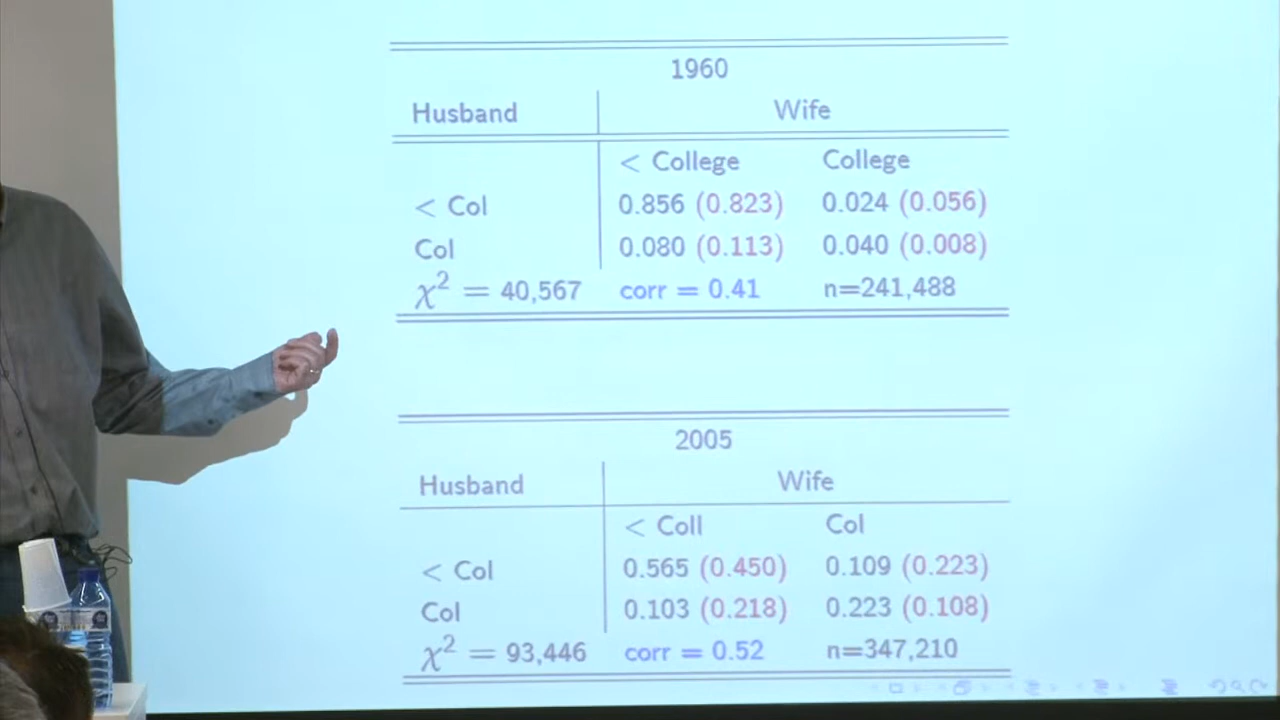 1960
Husband Wife
< College College
< Col 0.856 (0.823) 0.024 (0.056)
Col 0.080 (0.113) 0.040 (0.008)
χ² = 40,567 corr = 0.41 n=241,488
2005
Husband Wife
< Coll Col
< Col 0.565 (0.450) 0.109 (0.223)
Col 0.103 (0.218) 0.223 (0.108)
χ² = 93,446 corr = 0.52 n=347,210